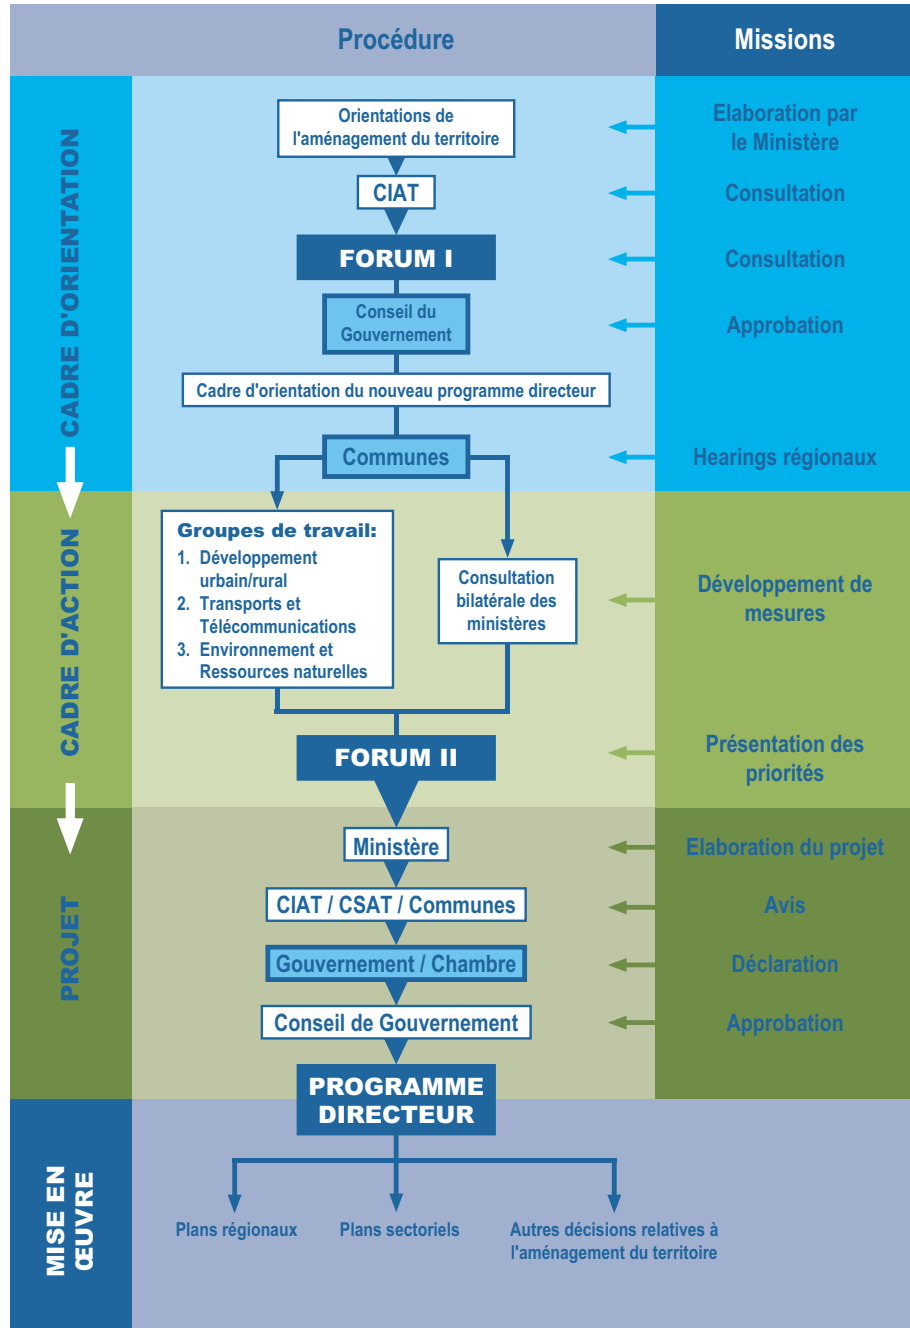 Procédure
Missions
CADRE D'ORIENTATION
Orientations de
l'aménagement du territoire
Elaboration par
le Ministère
CIAT
Consultation
FORUM I
Consultation
Conseil du
Gouvernement
Approbation
Cadre d'orientation du nouveau programme directeur
Communes
Hearings régionaux
CADRE D'ACTION
Groupes de travail:
1. Développement
urbain/rural
2. Transports et
Télécommunications
3. Environnement et
Ressources naturelles
Consultation
bilatérale des
ministères
Développement de
mesures
FORUM II
Présentation des
priorités
PROJET
Ministère
Elaboration du projet
CIAT / CSAT / Communes
Avis
Gouvernement / Chambre
Déclaration
Conseil de Gouvernement
Approbation
PROGRAMME
DIRECTEUR
MISE EN
ŒUVRE
Plans régionaux
Plans sectoriels
Autres décisions relatives à
l'aménagement du territoire